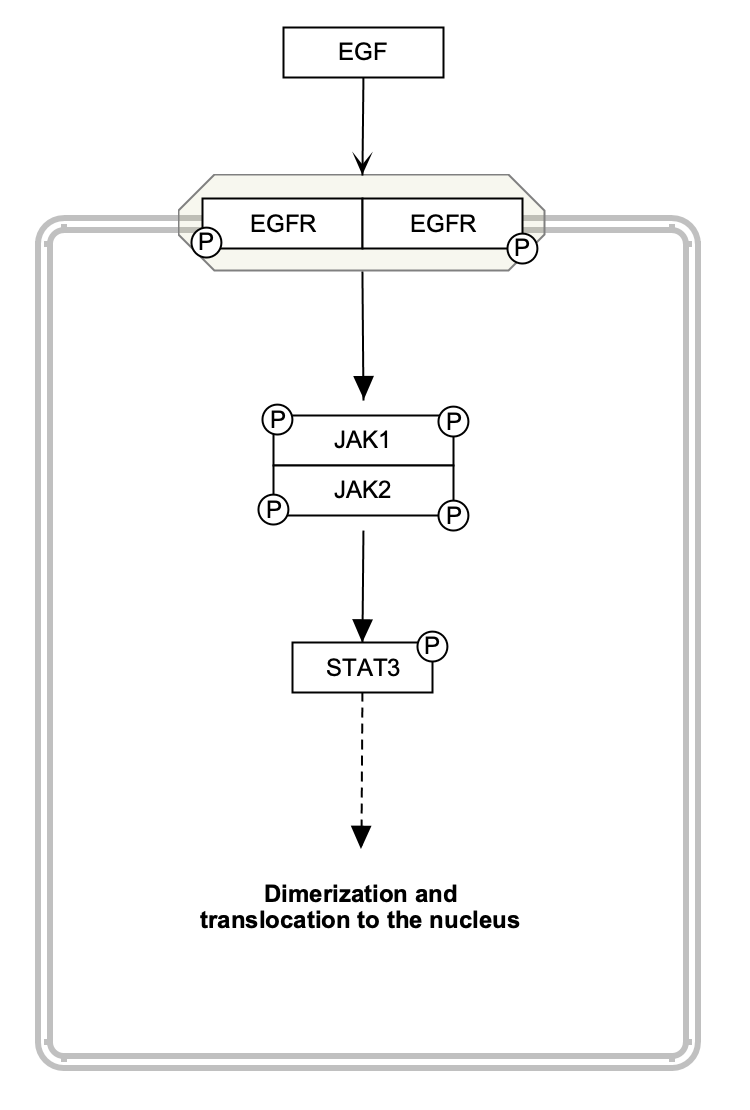 EGF
EGFR EGFR
P P
P P
JAK1
JAK2
P P
P
STAT3
Dimerization and
translocation to the nucleus